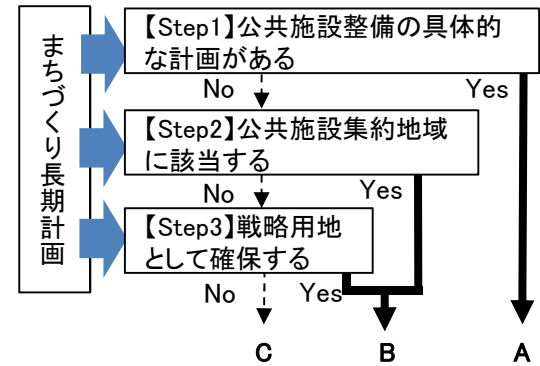 まちづくり長期計画
【Step1】公共施設整備の具体的
な計画がある
No
Yes
【Step2】公共施設集約地域
に該当する
No
Yes
【Step3】戦略用地
として確保する
No
Yes
C
B
A